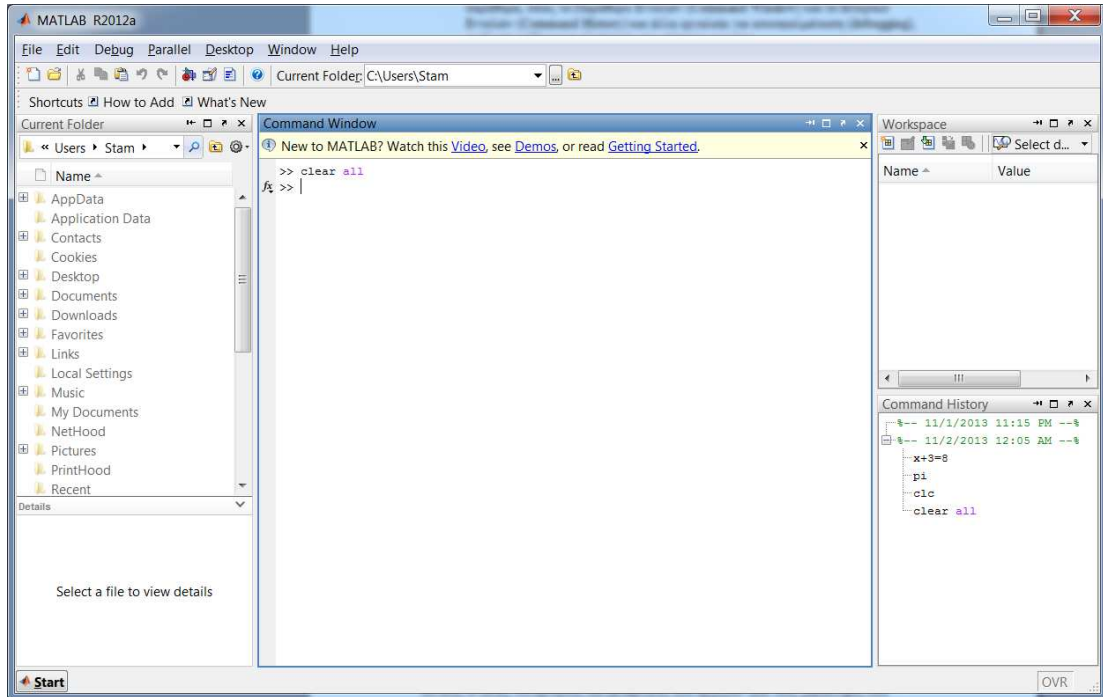 MATLAB R2012a
File Edit Debug Parallel Desktop Window Help
Current Folder: C:\Users\Stam
Shortcuts How to Add What's New
Current Folder
« Users Stam
Name
AppData
Application Data
Contacts
Cookies
Desktop
Documents
Downloads
Favorites
Links
Local Settings
Music
My Documents
NetHood
Pictures
PrintHood
Recent
Details
Select a file to view details
Command Window
New to MATLAB? Watch this Video, see Demos, or read Getting Started.
>> clear all
fx >>
Workspace
Select d...
Name Value
Command History
%-- 11/1/2013 11:15 PM --%
%-- 11/2/2013 12:05 AM --%
x+3=8
pi
clc
clear all
Start
OVR